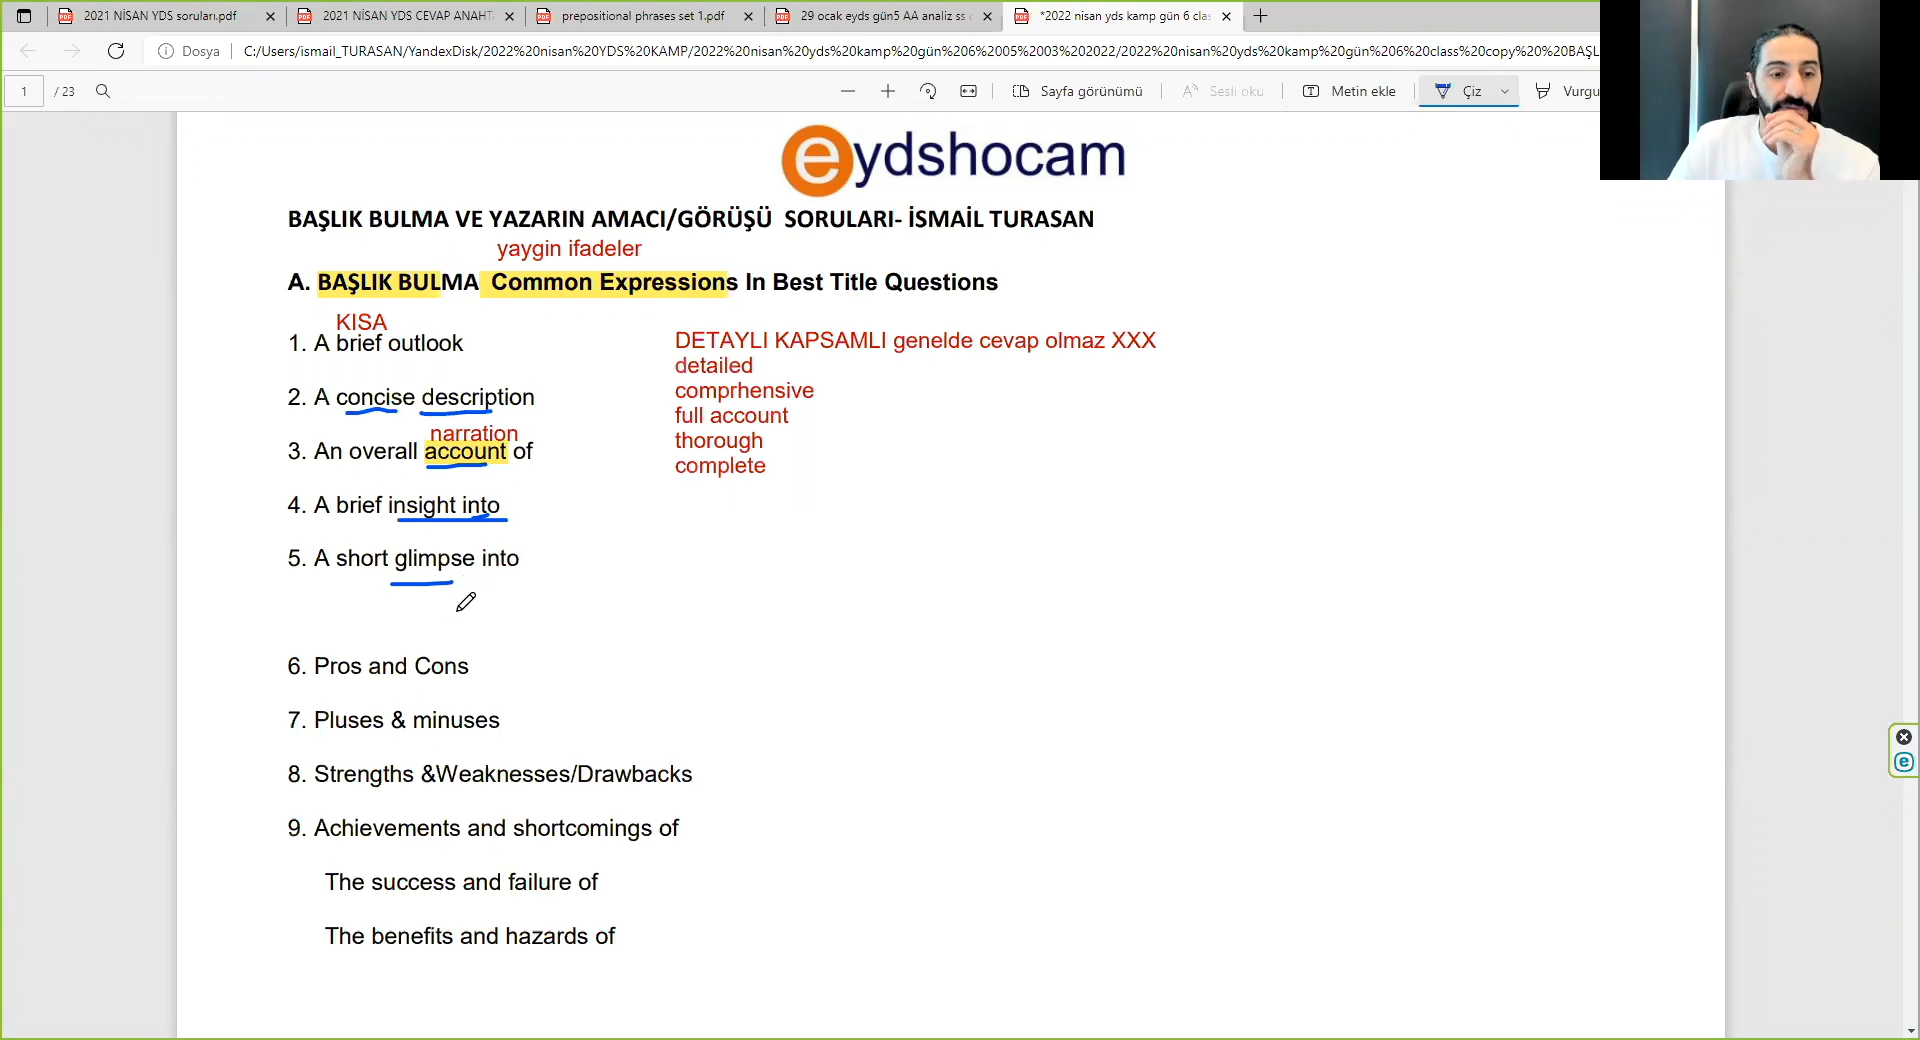 2021 NİSAN YDS soruları.pdf
2021 NİSAN YDS CEVAP ANAHT
prepositional phrases set 1.pdf
29 ocak eyds gün5 AA analiz ss c
*2022 nisan yds kamp gün 6 clas
Dosya
C:/Users/ismail_TURASAN/YandexDisk/2022%20nisan%20YDS%20KAMP/2022%20nisan%20yds%20kamp%20gün%206%2005%2003%202022/2022%20nisan%20yds%20kamp%20gün%206%20class%20copy%20%20BAŞL
1 / 23
Sayfa görünümü
Sesli oku
Metin ekle
Çiz
Vurgu
eydshocam
BAŞLIK BULMA VE YAZARIN AMACI/GÖRÜŞÜ SORULARI- İSMAİL TURASAN
yaygin ifadeler
A. BAŞLIK BULMA Common Expressions In Best Title Questions
KISA
1. A brief outlook
2. A concise description
narration
3. An overall account of
4. A brief insight into
5. A short glimpse into
DETAYLI KAPSAMLI genelde cevap olmaz XXX
detailed
comprhensive
full account
thorough
complete
6. Pros and Cons
7. Pluses & minuses
8. Strengths &Weaknesses/Drawbacks
9. Achievements and shortcomings of
The success and failure of
The benefits and hazards of